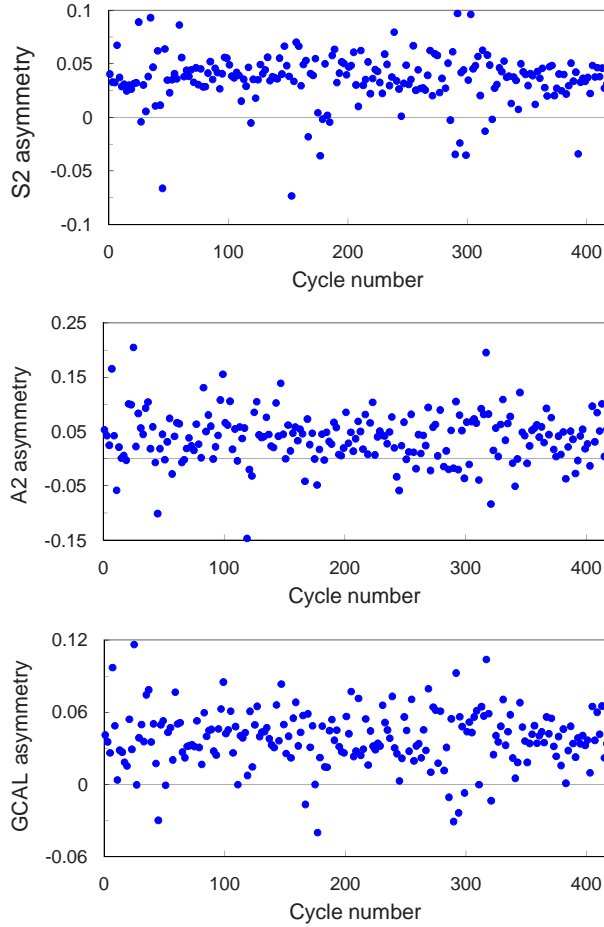 0.1
0.05
0
-0.05
-0.1
S2 asymmetry
0 100 200 300 400
Cycle number
0.25
0.15
0.05
-0.05
-0.15
A2 asymmetry
0 100 200 300 400
Cycle number
0.12
0.06
0
-0.06
GCAL asymmetry
0 100 200 300 400
Cycle number